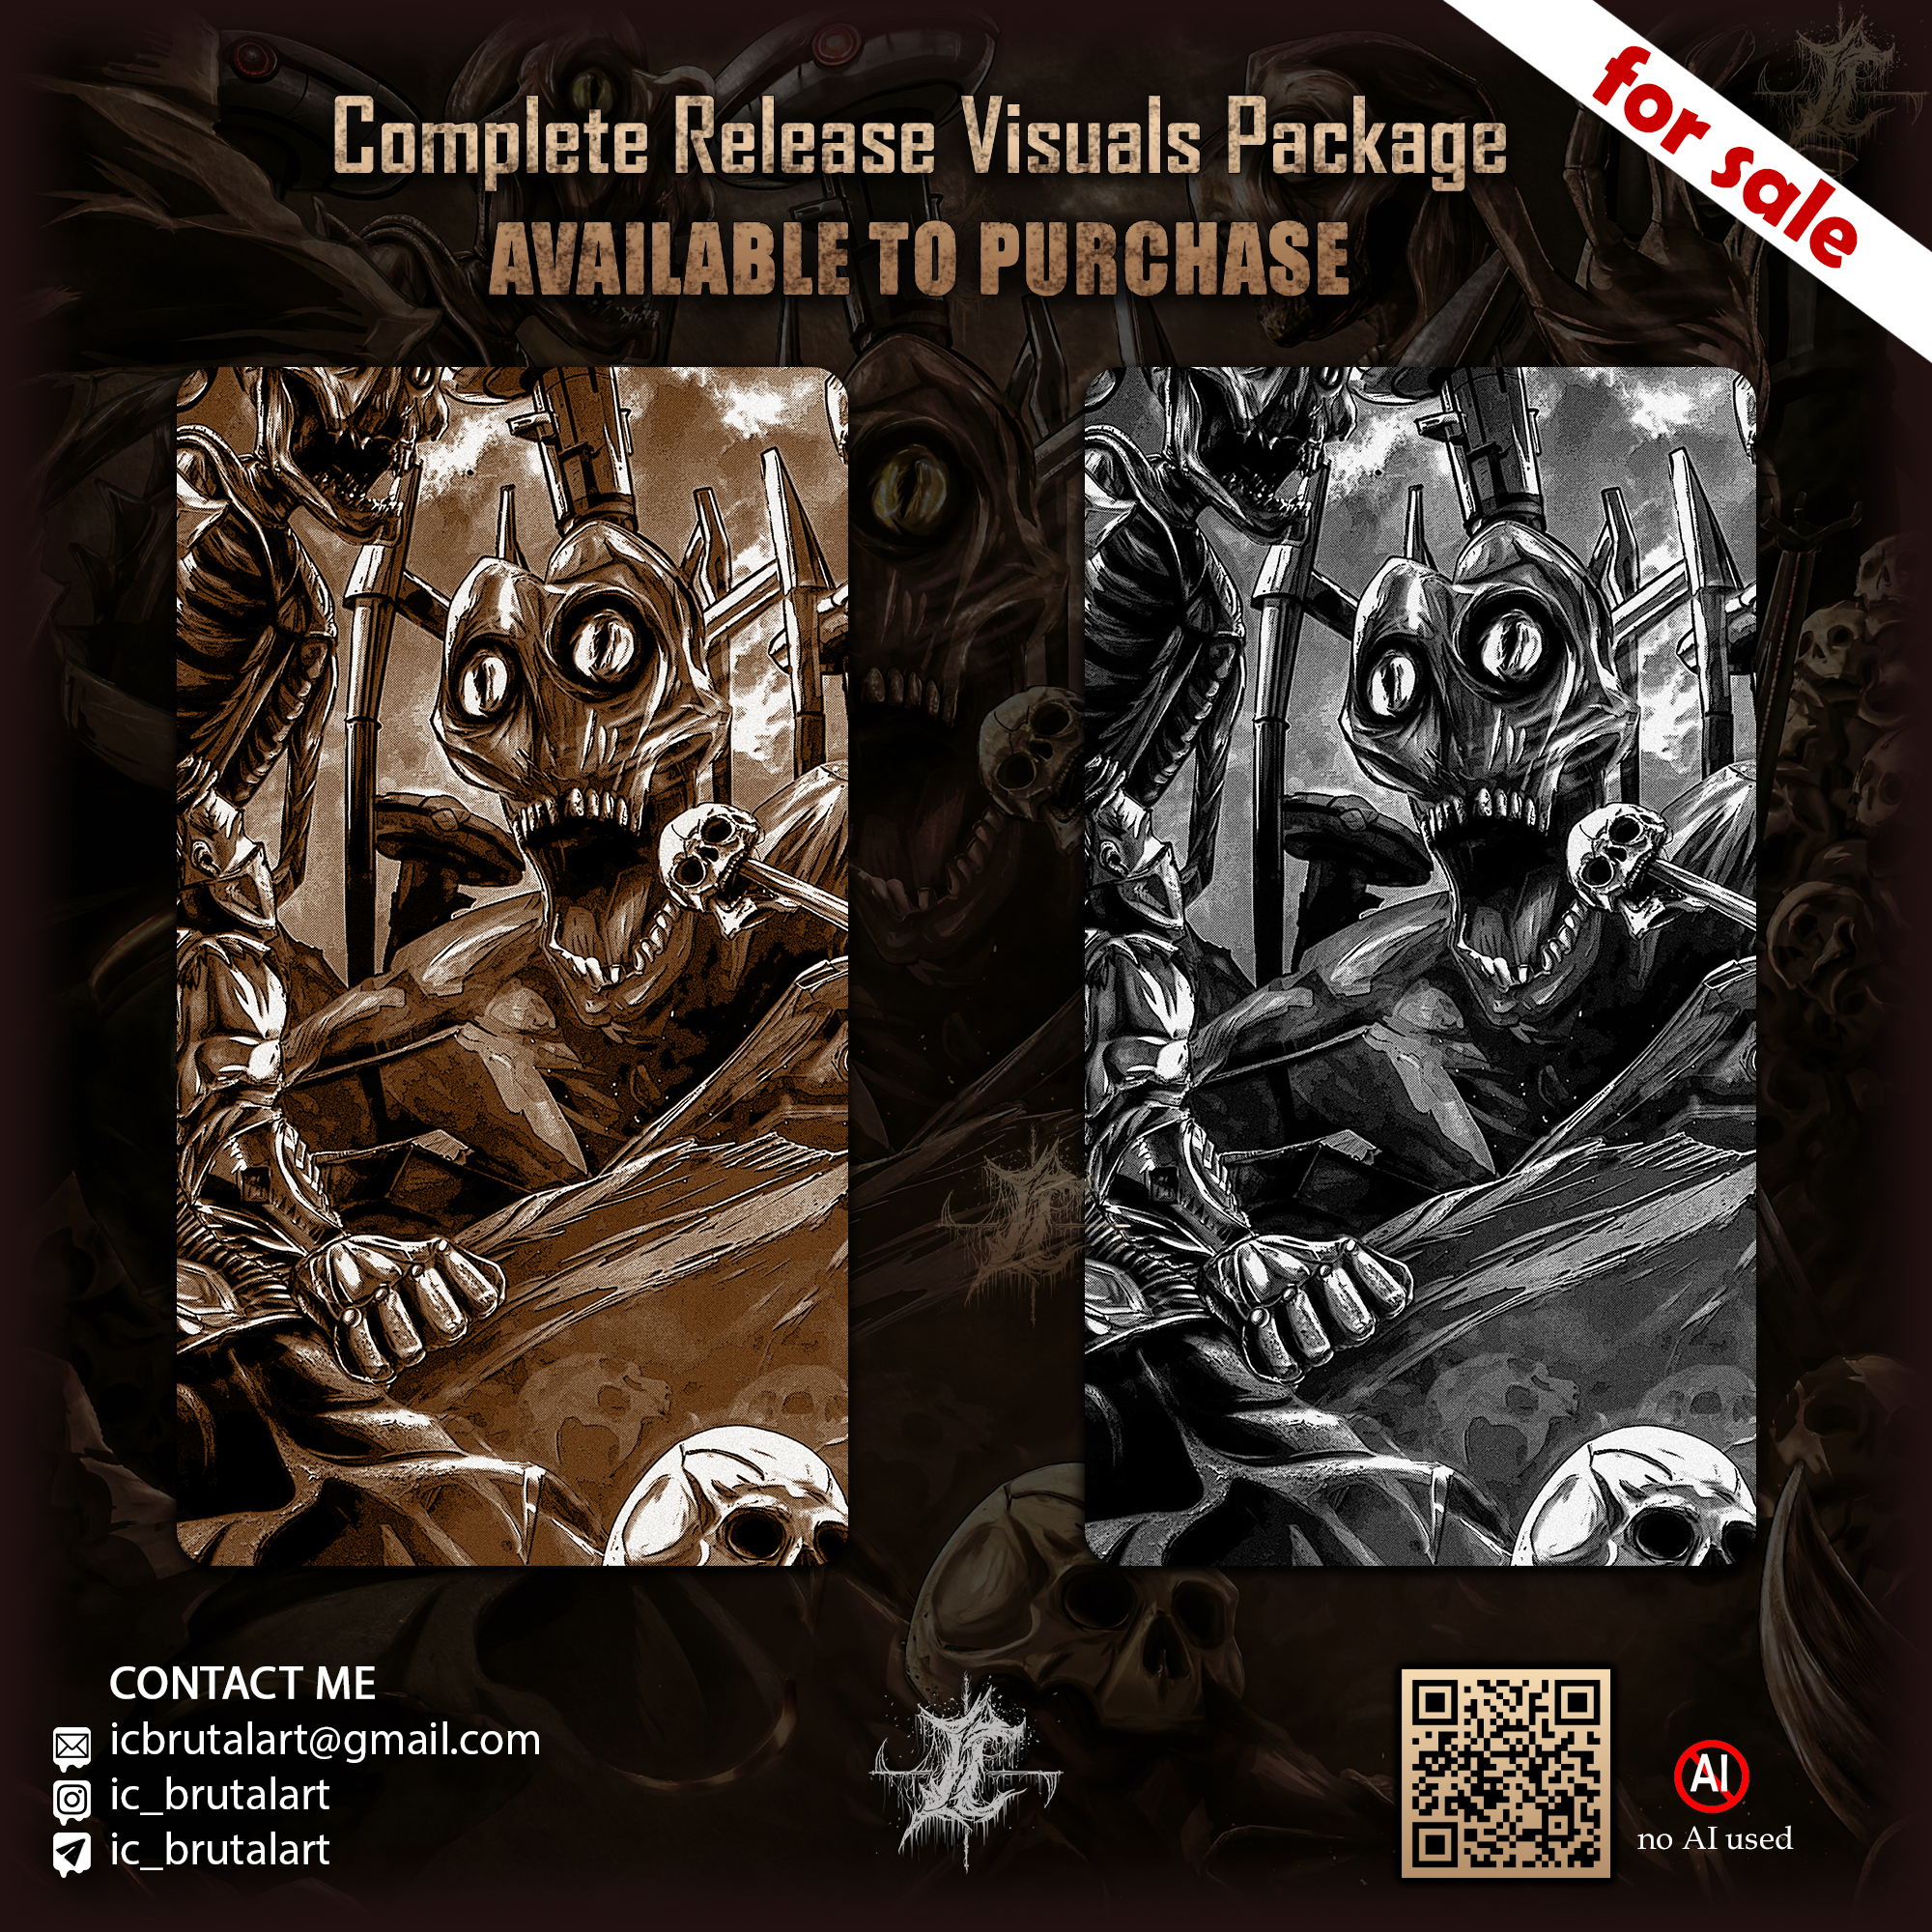 for sale
Complete Release Visuals Package
AVAILABLE TO PURCHASE
CONTACT ME
icbrutalart@gmail.com
ic_brutalart
ic_brutalart
IC
AI
no AI used